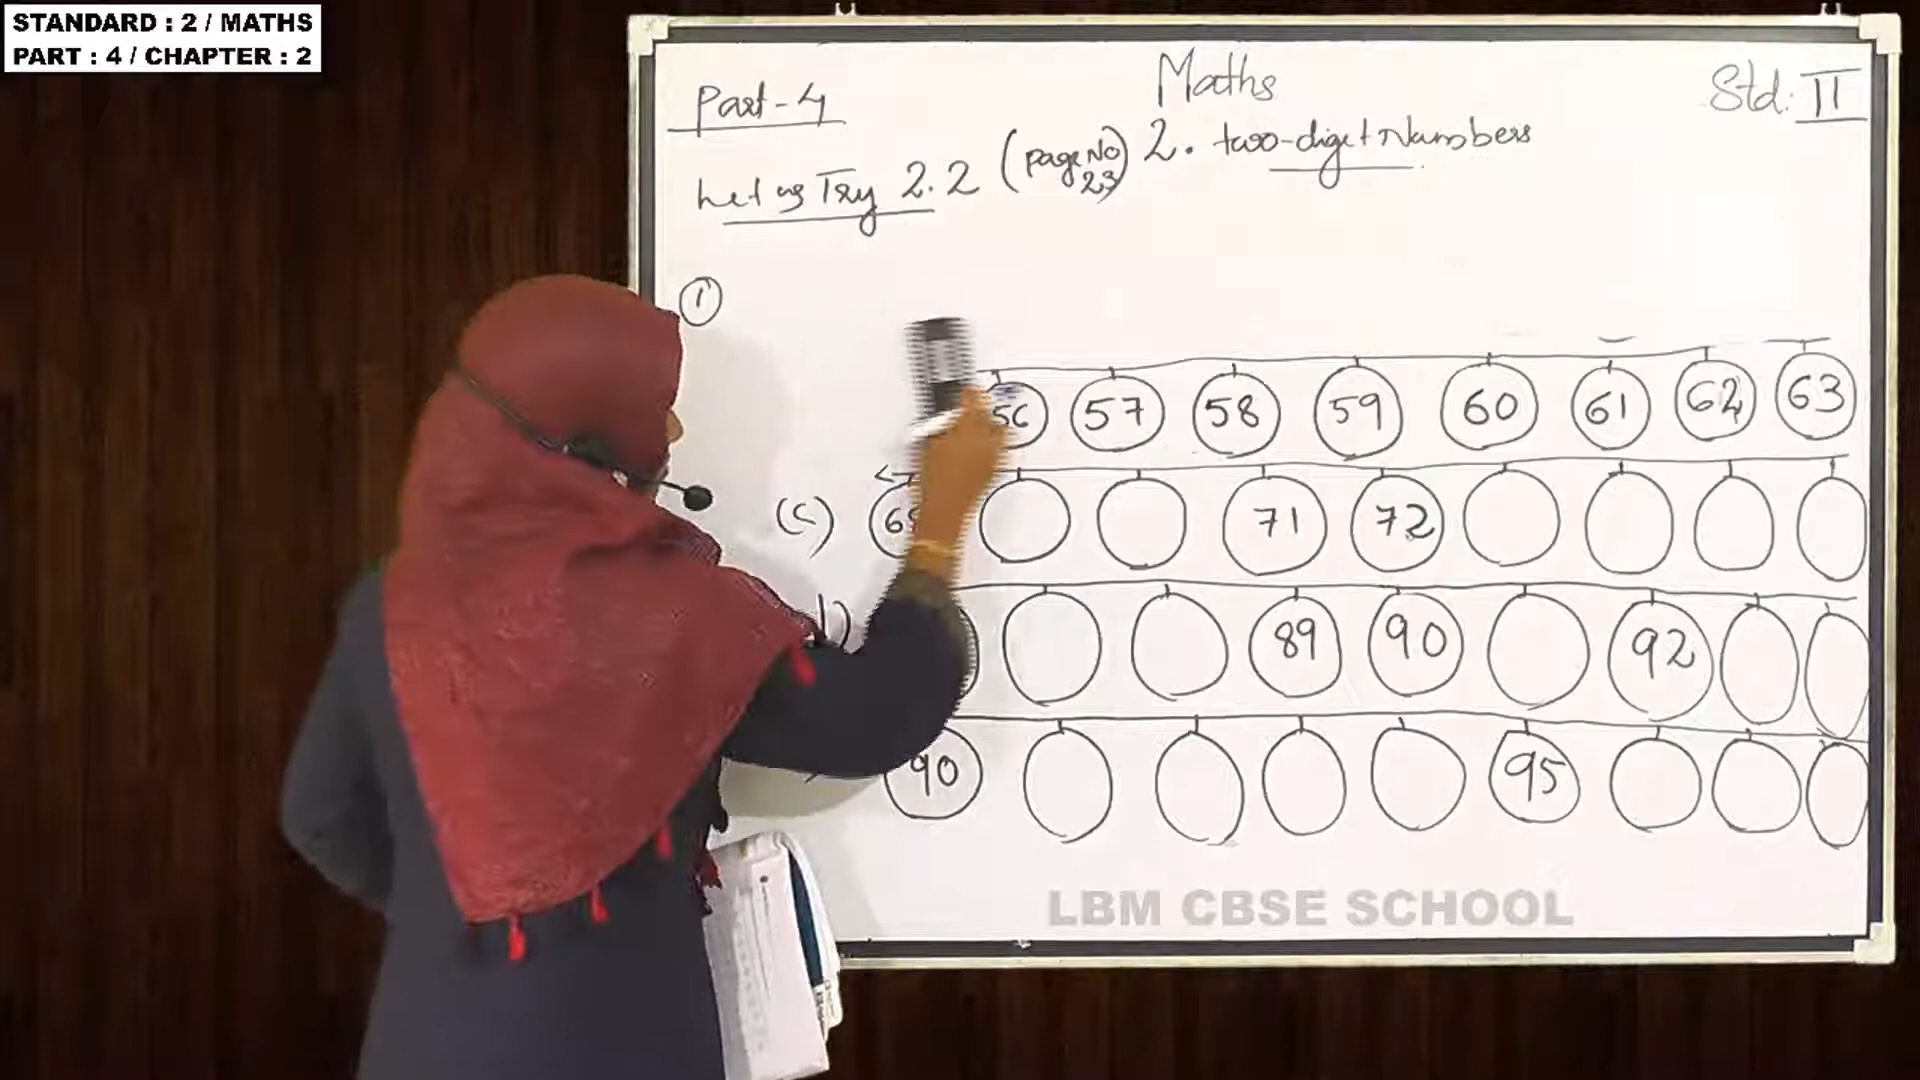 STANDARD : 2 / MATHS
PART : 4 / CHAPTER : 2
Maths
Std: II
Part-4
2. two-diget Numbers
Let us Try 2.2 (page No 23)
1
56 57 58 59 60 61 62 63
(c) 71 72
89 90 92
90 95
LBM CBSE SCHOOL